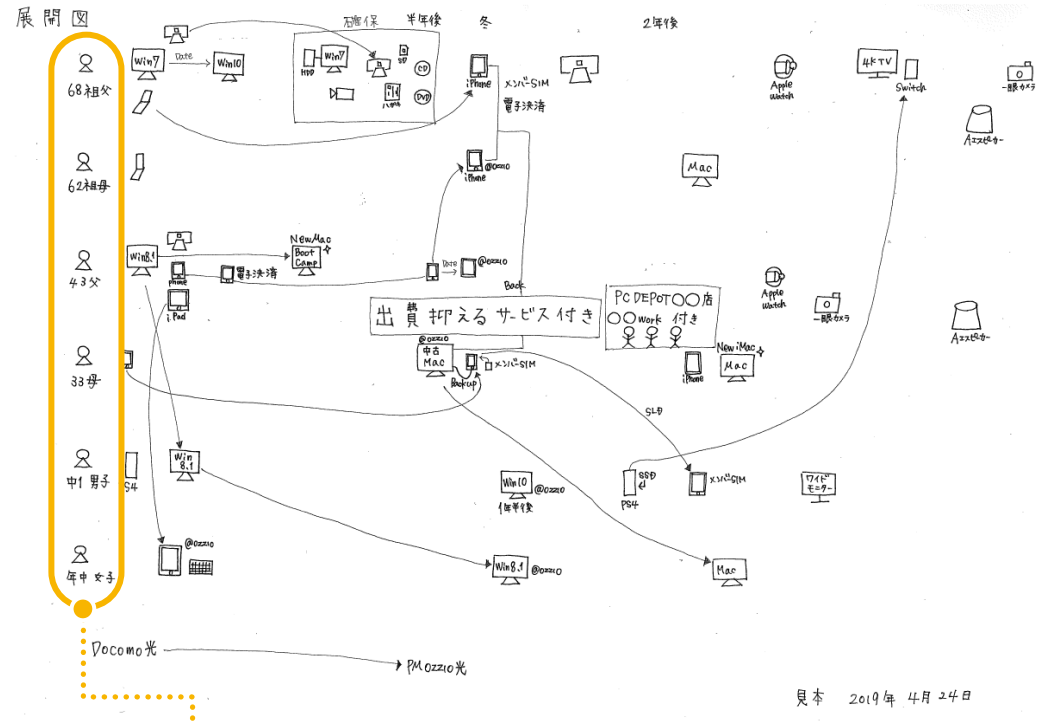 展開図
確保 半年後 冬 2年後
68祖父
Win7
Date
Win10
HDD
Win7
SD
CD
DVD
iPhone
メンバーSIM
電子決済
Apple Watch
4KTV
Switch
一眼カメラ
AIスピーカー
62祖母
iPhone
@OZZIO
Mac
43父
Win8.1
iPhone
電子決済
iPad
NewMac
Boot Camp
Date
@OZZIO
Back
Apple Watch
一眼カメラ
AIスピーカー
出費抑えるサービス付き
PC DEPOT〇〇店
〇〇work 付き
33母
@OZZIO
中古 Mac
Backup
メンバーSIM
iPhone
New iMac
Mac
中1 男子
PS4
Win 8.1
Win10
@OZZIO
1年半後
SSD
PS4
メンバーSIM
ワイド モニター
年中 女子
@OZZIO
Win8.1
@OZZIO
Mac
Docomo光
PMOZZIO光
見本 2019年 4月 24日